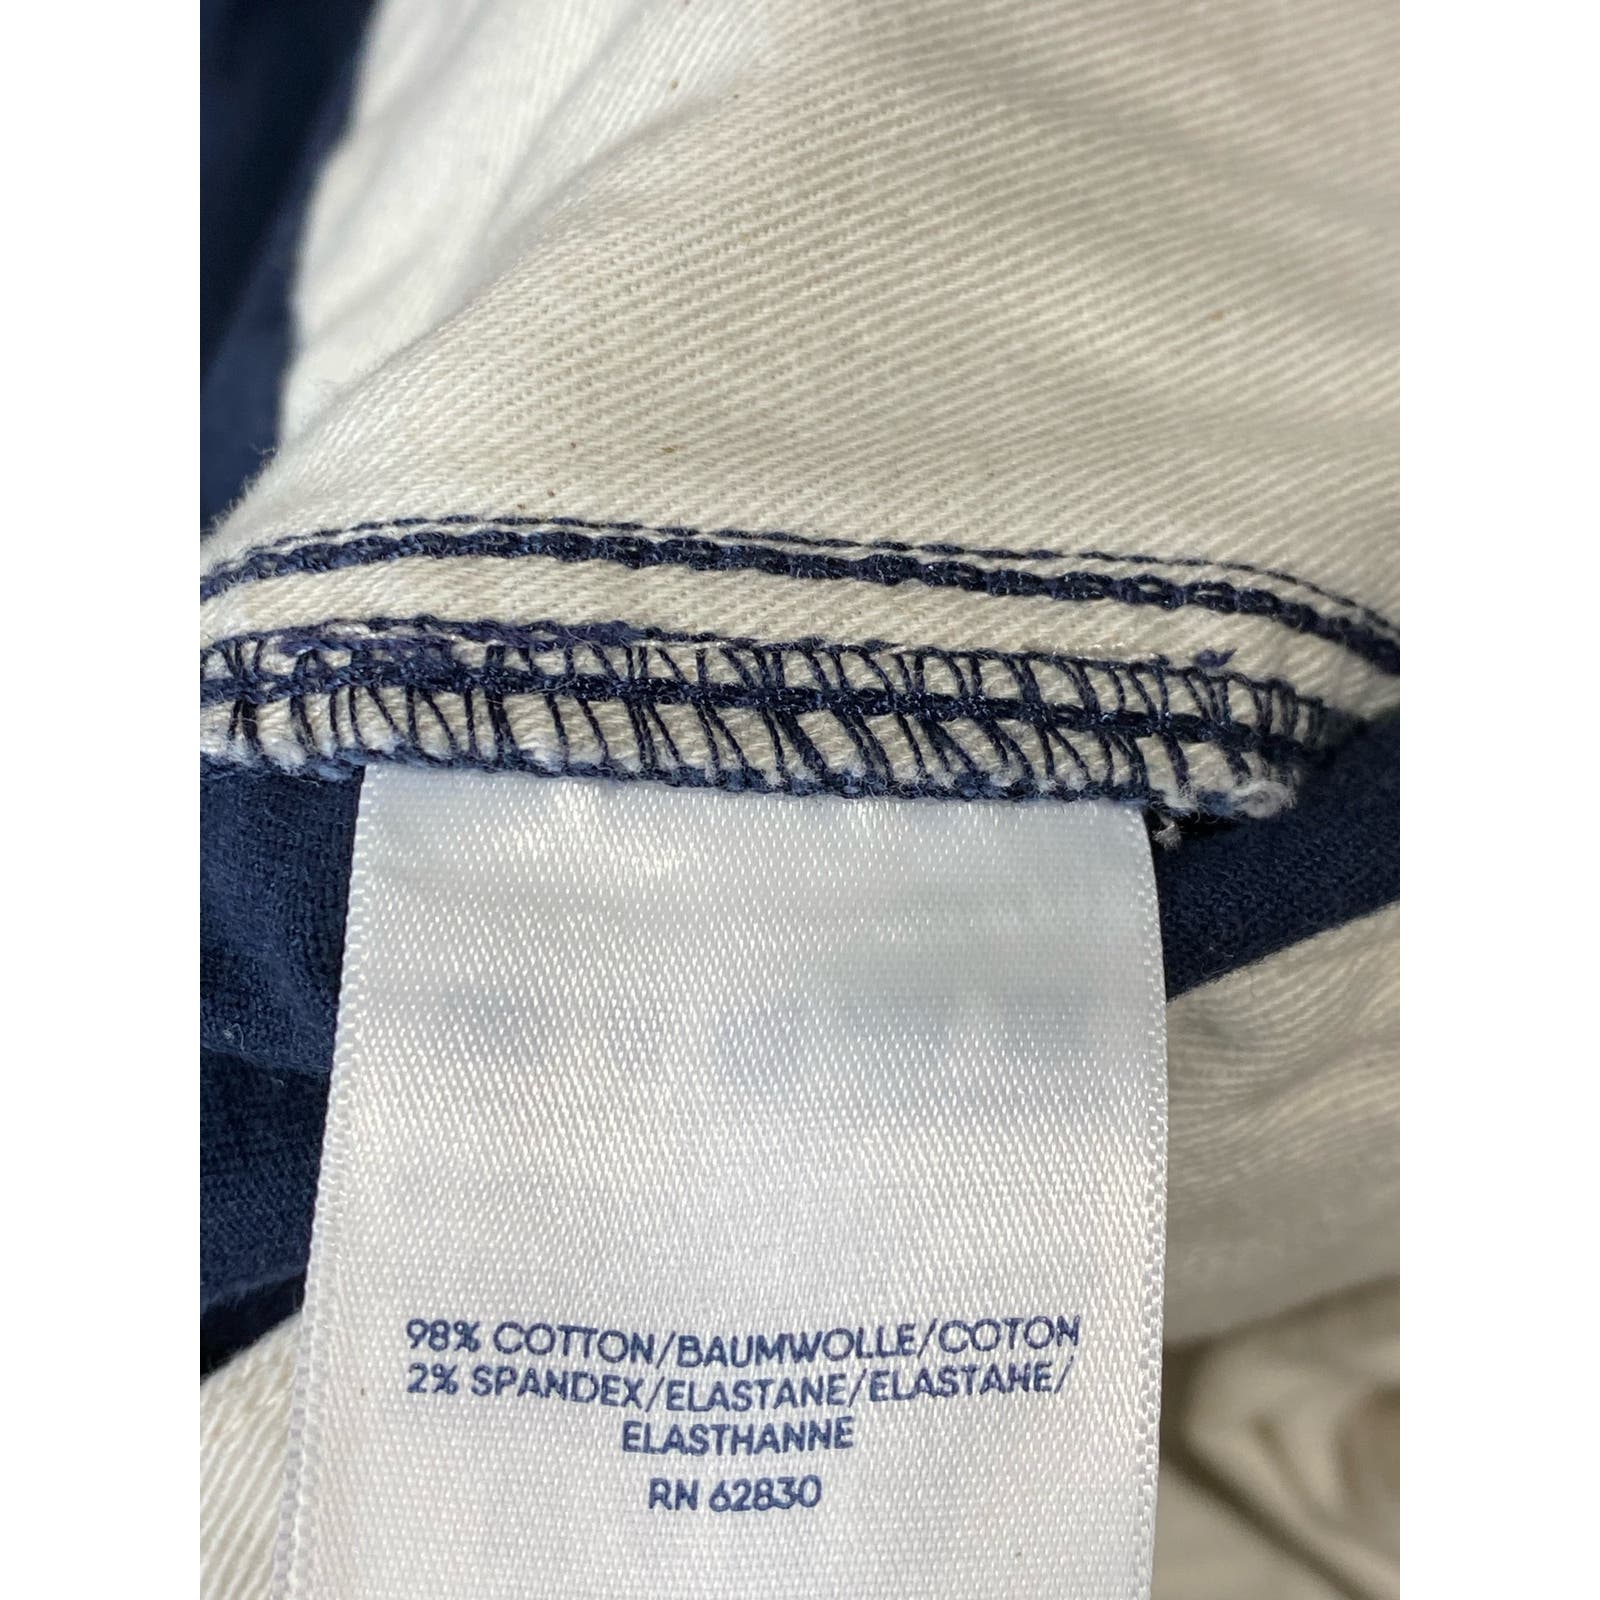 98% COTTON/BAUMWOLLE/COTON
2% SPANDEX/ELASTANE/ELASTANE/
ELASTHANNE
RN 62830